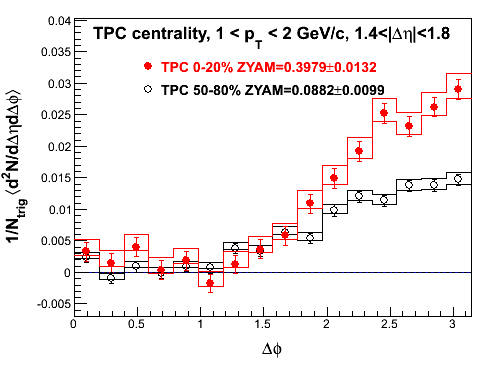 TPC centrality, 1 < p_T < 2 GeV/c, 1.4<|Δη|<1.8
TPC 0-20% ZYAM=0.3979±0.0132
TPC 50-80% ZYAM=0.0882±0.0099
1/N_trig ⟨d²N/dΔηdΔϕ⟩
0.04
0.035
0.03
0.025
0.02
0.015
0.01
0.005
0
-0.005
0 0.5 1 1.5 2 2.5 3
Δϕ